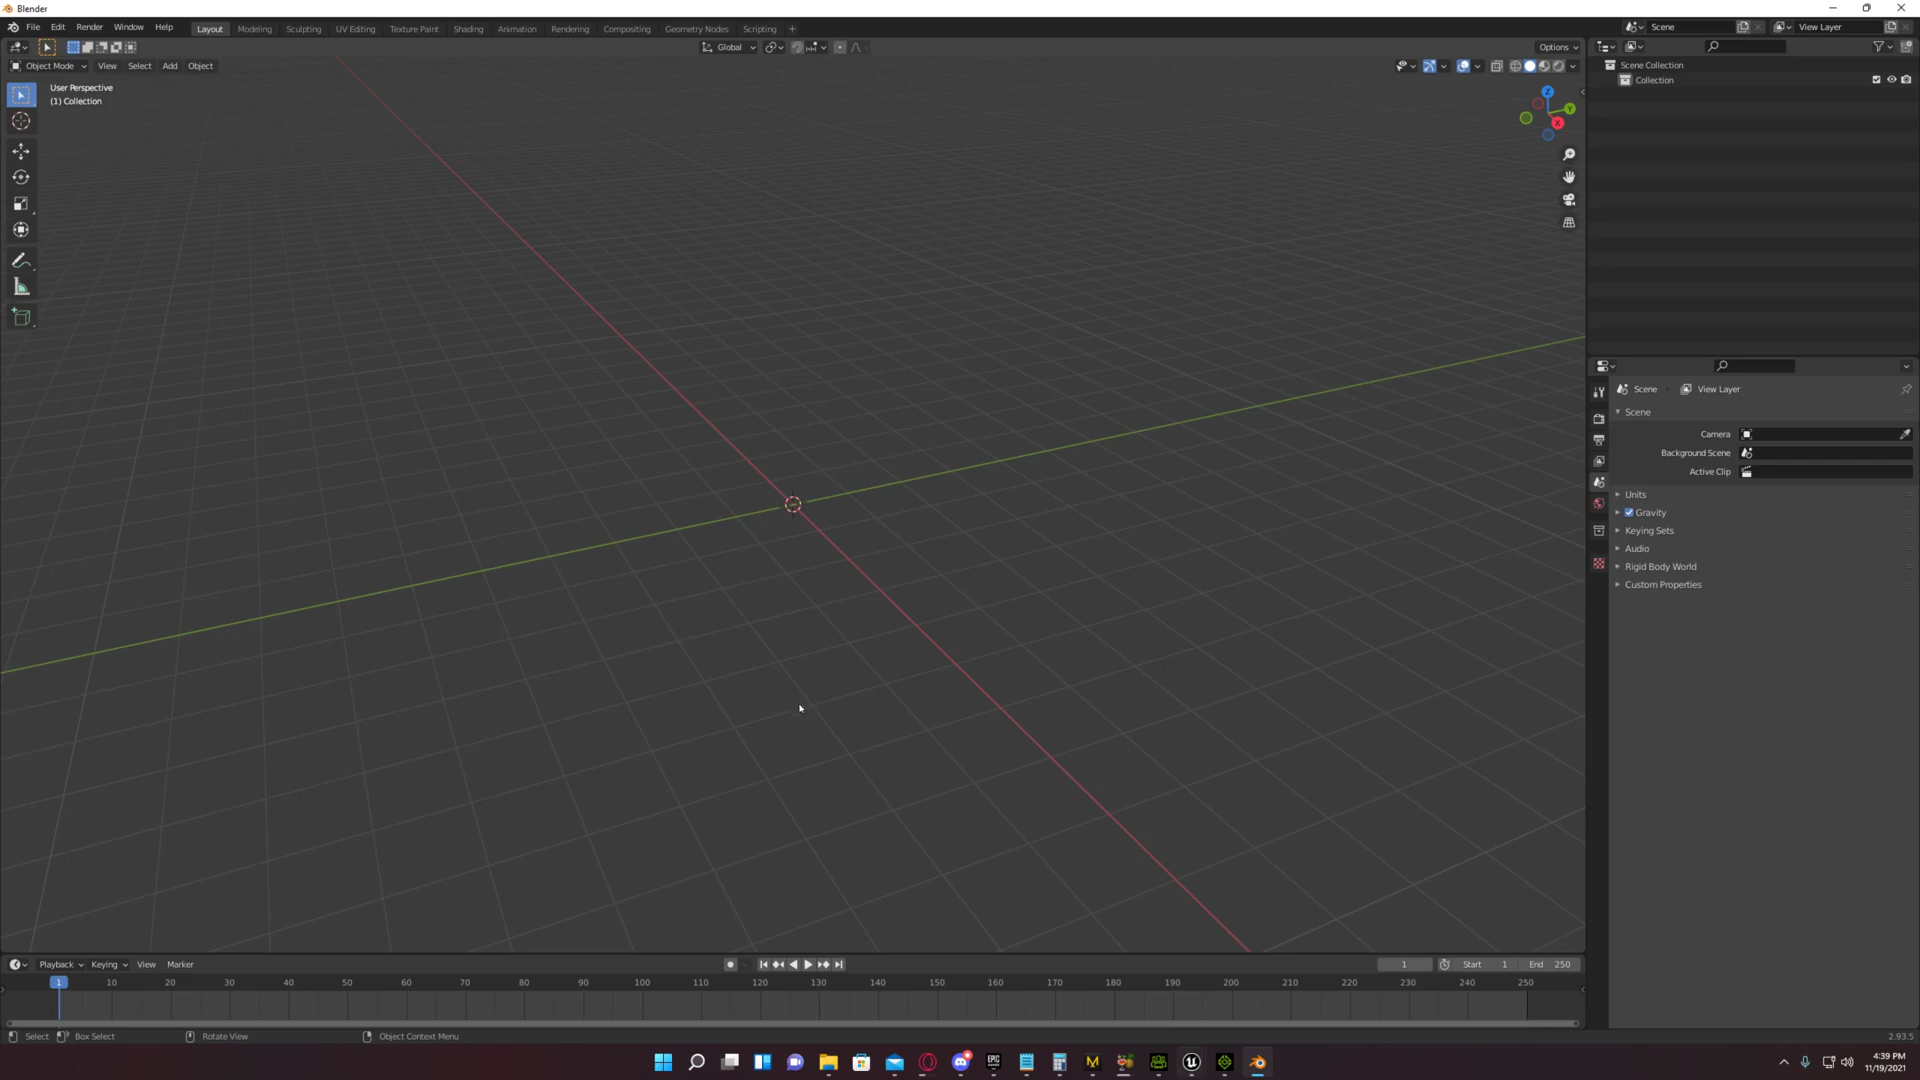 Blender
File Edit Render Window Help Layout Modeling Sculpting UV Editing Texture Paint Shading Animation Rendering Compositing Geometry Nodes Scripting + Scene View Layer
Global Options
Object Mode View Select Add Object
User Perspective
(1) Collection
Z
Y
X
Scene Collection
Collection
Scene View Layer
Scene
Camera
Background Scene
Active Clip
Units
Gravity
Keying Sets
Audio
Rigid Body World
Custom Properties
Playback Keying View Marker 1 Start 1 End 250
1 10 20 30 40 50 60 70 80 90 100 110 120 130 140 150 160 170 180 190 200 210 220 230 240 250
Select Box Select Rotate View Object Context Menu 2.93.5
EPIC
4:39 PM
11/19/2021